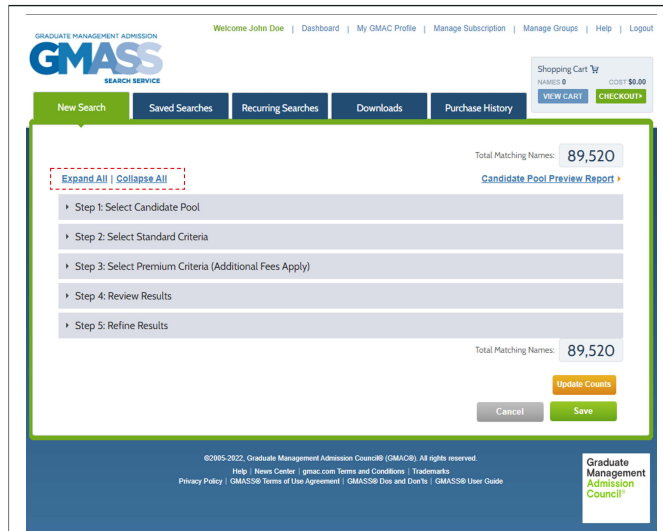 Welcome John Doe | Dashboard | My GMAC Profile | Manage Subscription | Manage Groups | Help | Logout
GRADUATE MANAGEMENT ADMISSION
GMASS
SEARCH SERVICE
Shopping Cart
NAMES 0 COST $0.00
VIEW CART CHECKOUT
New Search Saved Searches Recurring Searches Downloads Purchase History
Total Matching Names: 89,520
Expand All | Collapse All Candidate Pool Preview Report
Step 1: Select Candidate Pool
Step 2: Select Standard Criteria
Step 3: Select Premium Criteria (Additional Fees Apply)
Step 4: Review Results
Step 5: Refine Results
Total Matching Names: 89,520
Update Counts
Cancel Save
©2005-2022, Graduate Management Admission Council® (GMAC®). All rights reserved.
Help | News Center | gmac.com Terms and Conditions | Trademarks
Privacy Policy | GMASS® Terms of Use Agreement | GMASS® Dos and Don'ts | GMASS® User Guide
Graduate
Management
Admission
Council®